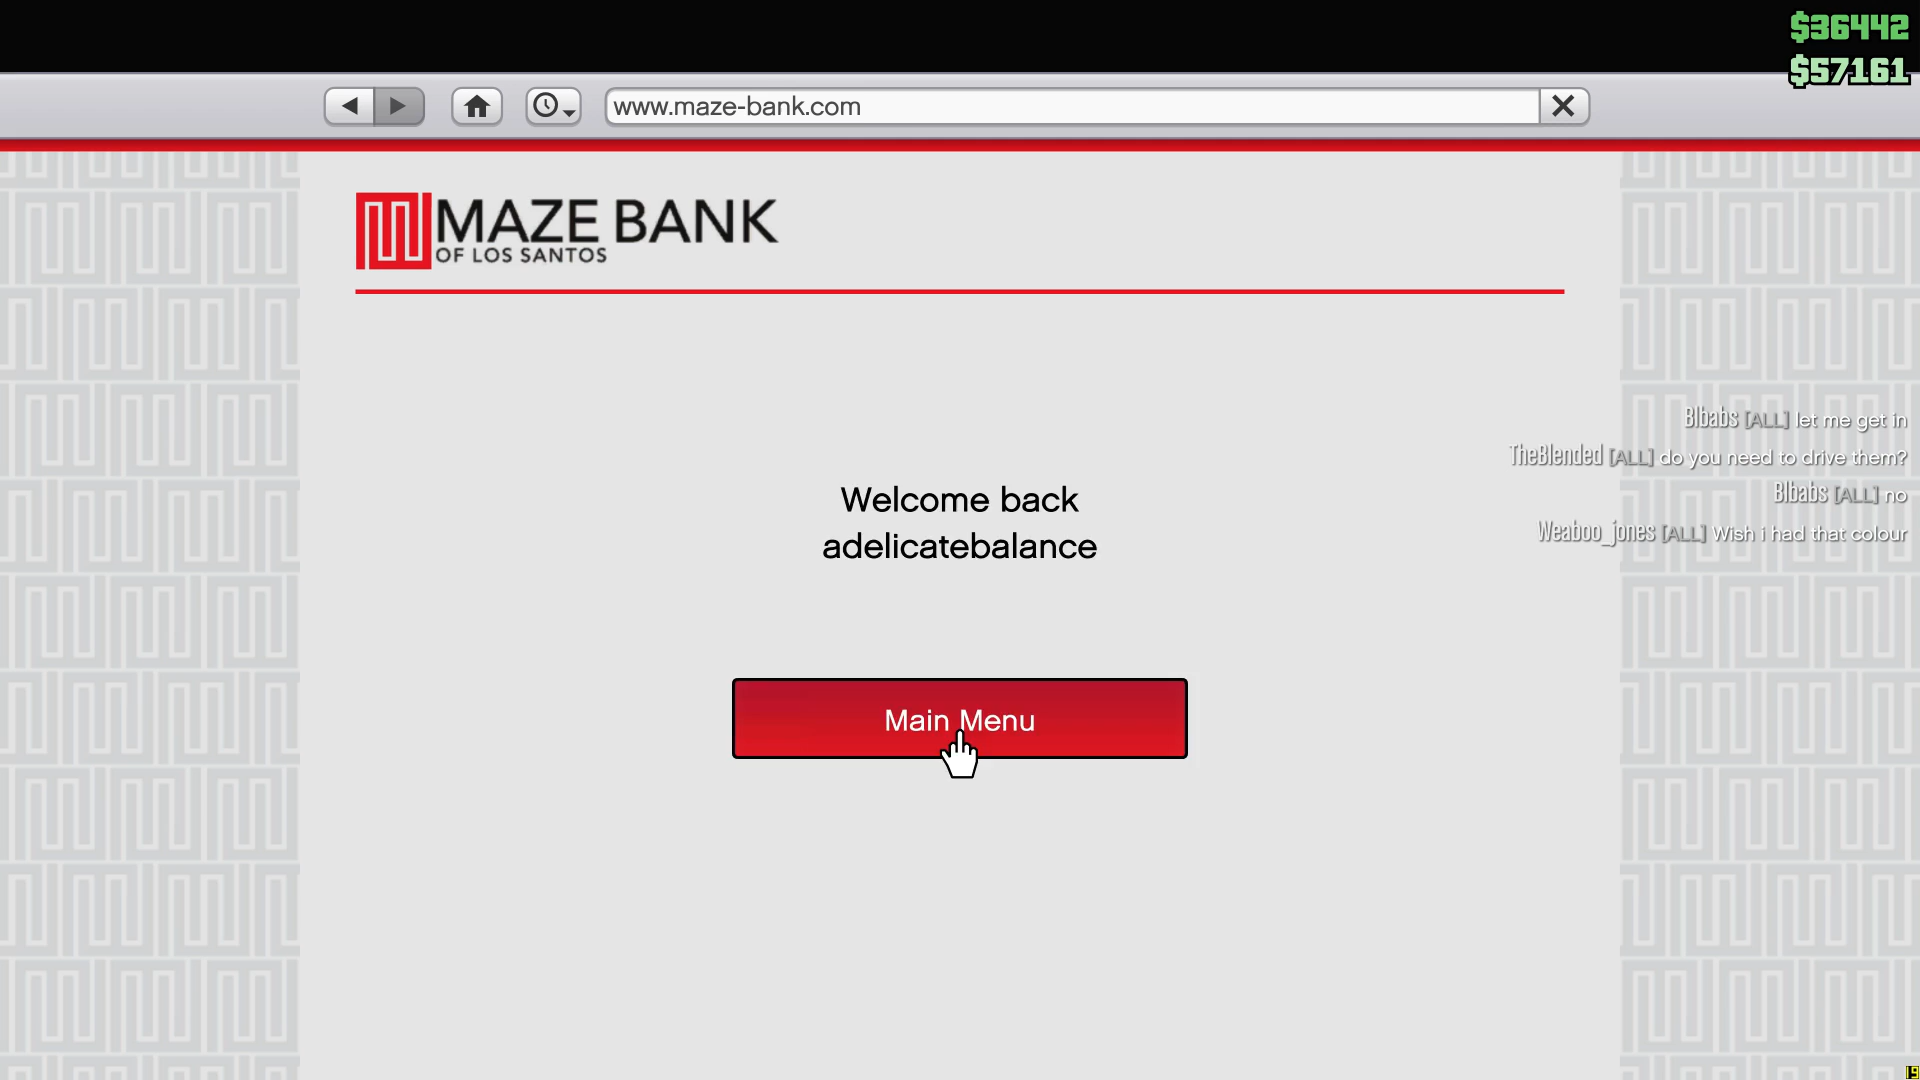 $36442
$57161
www.maze-bank.com
MAZE BANK
OF LOS SANTOS
Blbabs [ALL] let me get in
TheBlended [ALL] do you need to drive them?
Blbabs [ALL] no
Weaboo_jones [ALL] Wish i had that colour
Welcome back
adelicatebalance
Main Menu
19